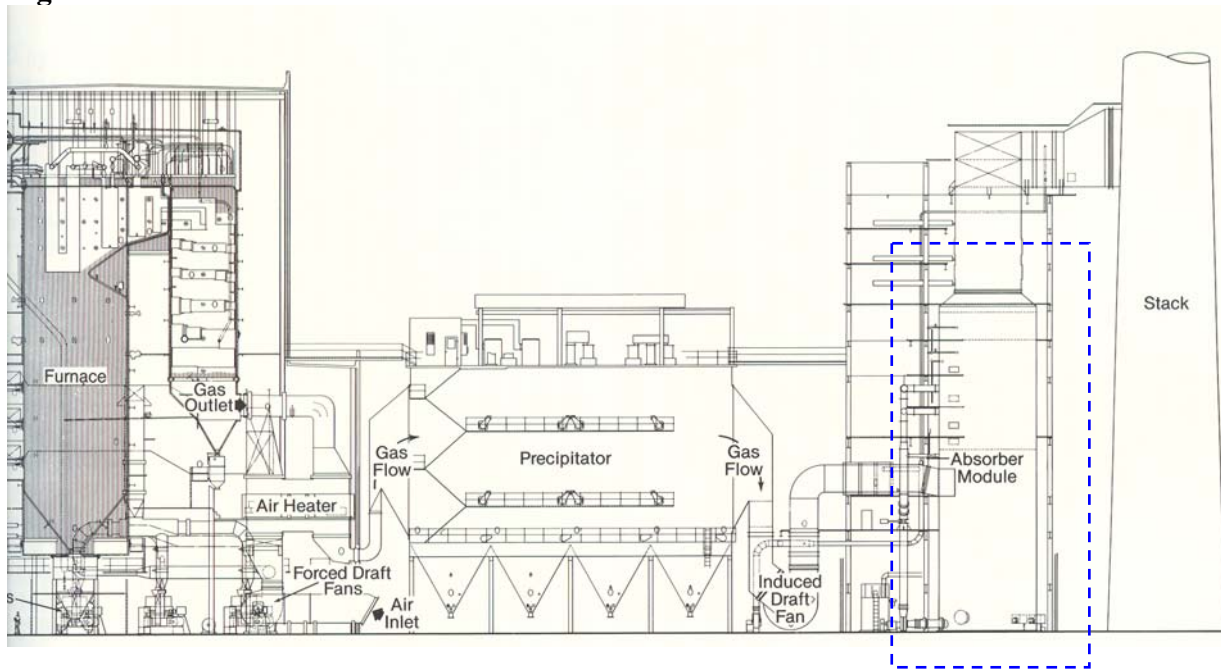 Furnace
Gas
Outlet
Air Heater
Forced Draft
Fans
Air
Inlet
Gas
Flow
Precipitator
Gas
Flow
Induced
Draft
Fan
Absorber
Module
Stack